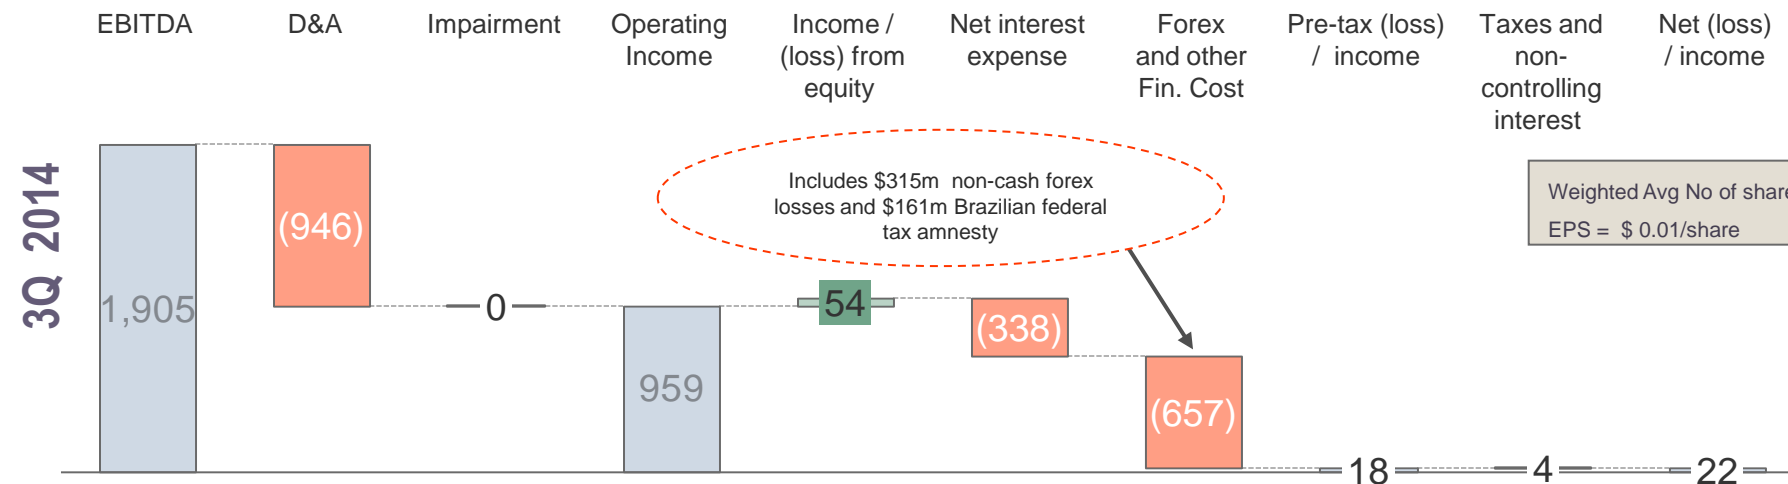 EBITDA
D&A
Impairment
Operating
Income
Income /
(loss) from
equity
Net interest
expense
Forex
and other
Fin. Cost
Pre-tax (loss)
/ income
Taxes and
non-
controlling
interest
Net (loss)
/ income
3Q 2014
Includes $315m non-cash forex
losses and $161m Brazilian federal
tax amnesty
Weighted Avg No of share
EPS = $ 0.01/share
1,905
(946)
0
959
54
(338)
(657)
18
4
22